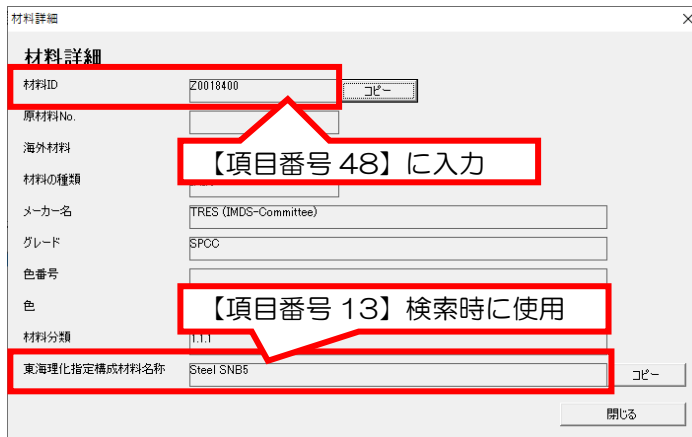 材料詳細
材料詳細
材料ID Z0018400 コピー
原材料No.
【項目番号48】に入力
海外材料
材料の種類
メーカー名 TRES (IMDS-Committee)
グレード SPCC
色番号
【項目番号13】検索時に使用
色
材料分類 1.1.1
東海理化指定構成材料名称 Steel SNB5 コピー
閉じる